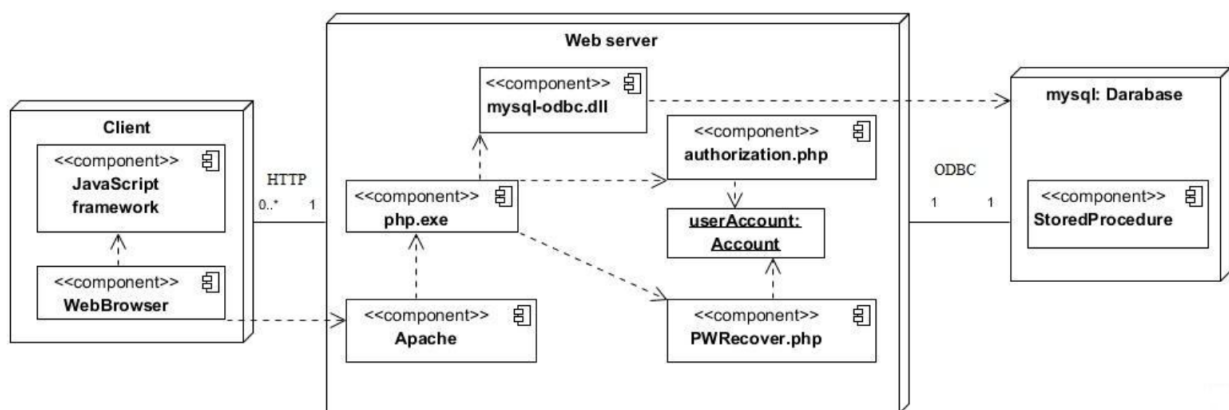 Client
<<component>>
JavaScript
framework
<<component>>
WebBrowser
HTTP
0..* 1
Web server
<<component>>
mysql-odbc.dll
<<component>>
authorization.php
<<component>>
php.exe
userAccount:
Account
<<component>>
Apache
<<component>>
PWRecover.php
ODBC
1 1
mysql: Darabase
<<component>>
StoredProcedure